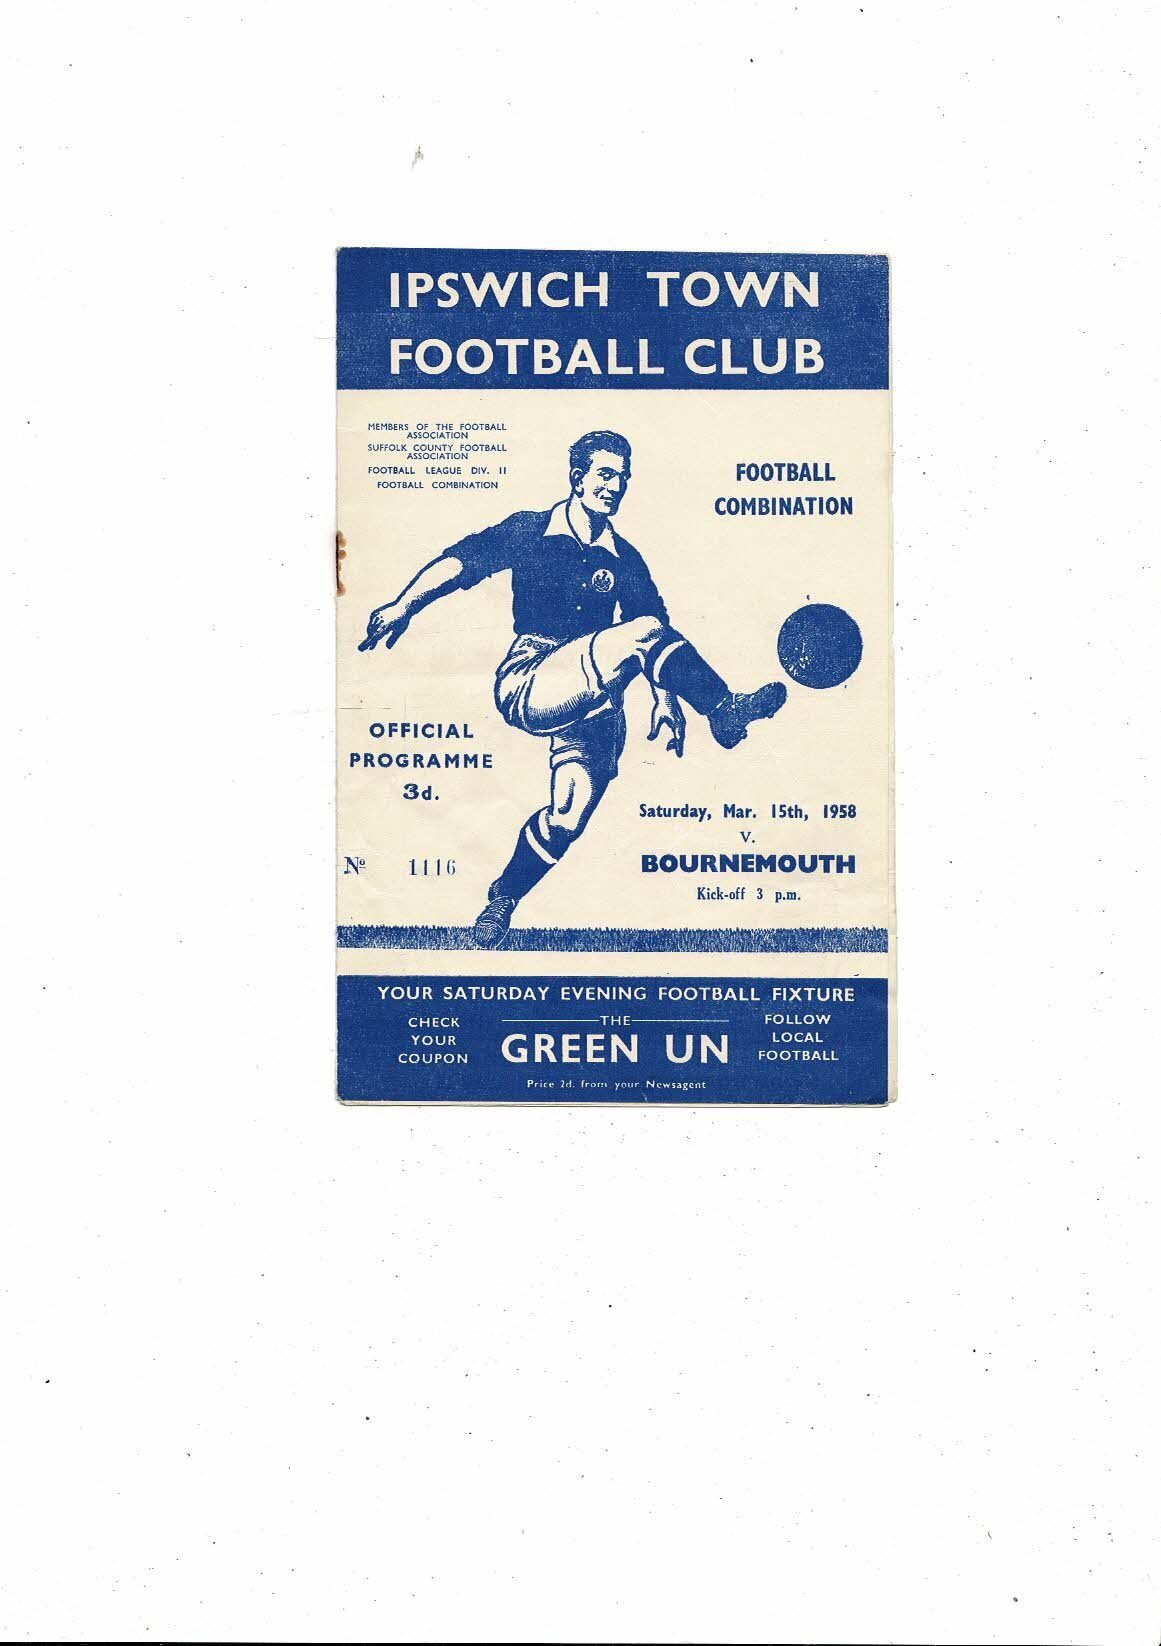 IPSWICH TOWN
FOOTBALL CLUB
MEMBERS OF THE FOOTBALL
ASSOCIATION
SUFFOLK COUNTY FOOTBALL
ASSOCIATION
FOOTBALL LEAGUE DIV. II
FOOTBALL COMBINATION
FOOTBALL
COMBINATION
OFFICIAL
PROGRAMME
3d.
Nº 1116
Saturday, Mar. 15th, 1958
v.
BOURNEMOUTH
Kick-off 3 p.m.
YOUR SATURDAY EVENING FOOTBALL FIXTURE
CHECK
YOUR
COUPON
THE
GREEN UN
Price 2d. from your Newsagent
FOLLOW
LOCAL
FOOTBALL